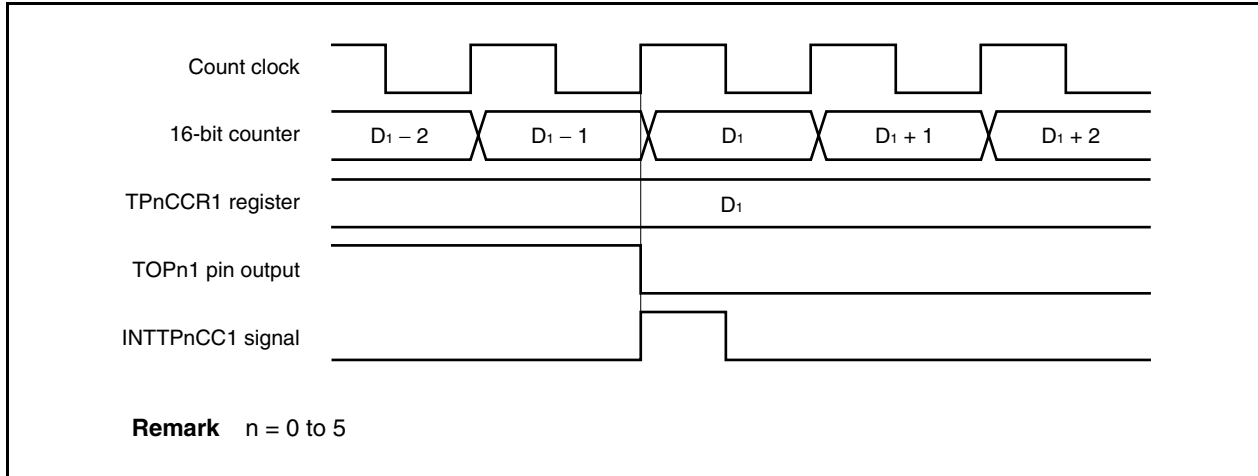 Count clock
16-bit counter D1 − 2 D1 − 1 D1 D1 + 1 D1 + 2
TPnCCR1 register D1
TOPn1 pin output
INTTPnCC1 signal
Remark n = 0 to 5